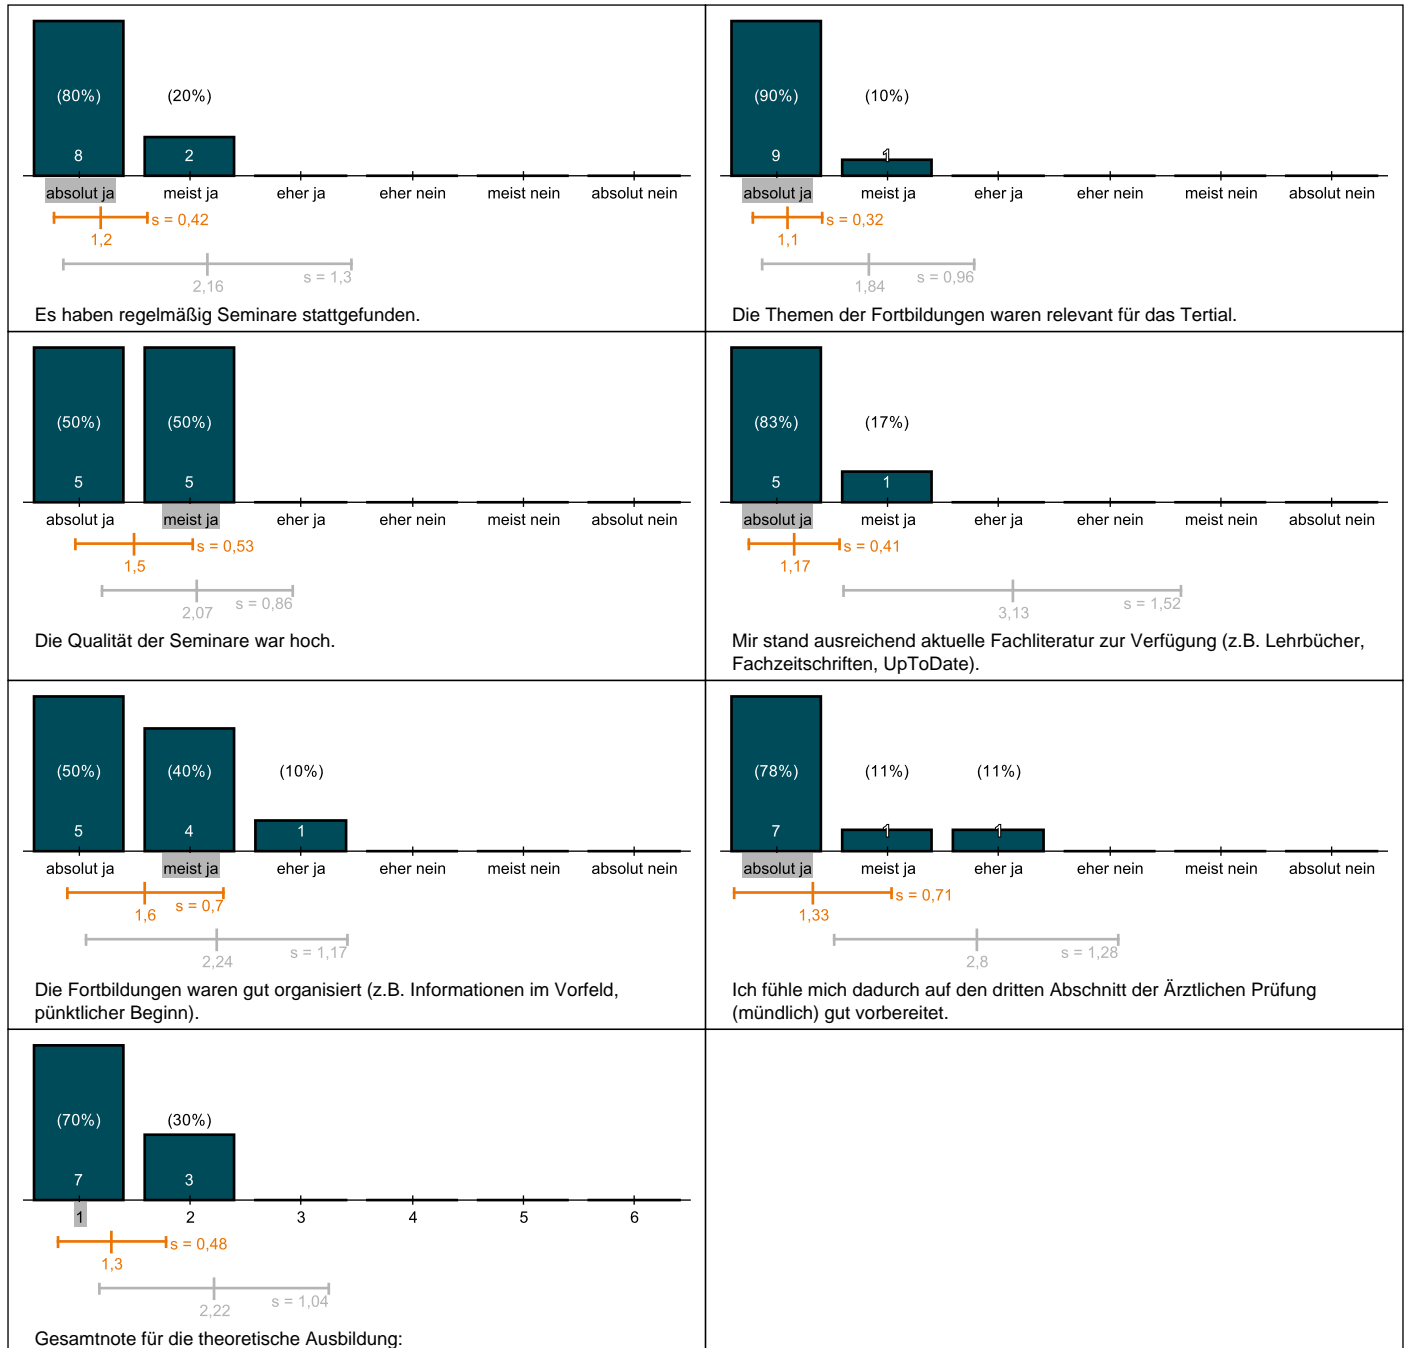 (80%) (20%)
8 2
absolut ja meist ja eher ja eher nein meist nein absolut nein
s = 0,42
1,2
s = 1,3
2,16
Es haben regelmäßig Seminare stattgefunden.
(90%) (10%)
9 1
absolut ja meist ja eher ja eher nein meist nein absolut nein
s = 0,32
1,1
s = 0,96
1,84
Die Themen der Fortbildungen waren relevant für das Tertial.
(50%) (50%)
5 5
absolut ja meist ja eher ja eher nein meist nein absolut nein
s = 0,53
1,5
s = 0,86
2,07
Die Qualität der Seminare war hoch.
(83%) (17%)
5 1
absolut ja meist ja eher ja eher nein meist nein absolut nein
s = 0,41
1,17
s = 1,52
3,13
Mir stand ausreichend aktuelle Fachliteratur zur Verfügung (z.B. Lehrbücher,
Fachzeitschriften, UpToDate).
(50%) (40%) (10%)
5 4 1
absolut ja meist ja eher ja eher nein meist nein absolut nein
s = 0,7
1,6
s = 1,17
2,24
Die Fortbildungen waren gut organisiert (z.B. Informationen im Vorfeld,
pünktlicher Beginn).
(78%) (11%) (11%)
7 1 1
absolut ja meist ja eher ja eher nein meist nein absolut nein
s = 0,71
1,33
s = 1,28
2,8
Ich fühle mich dadurch auf den dritten Abschnitt der Ärztlichen Prüfung
(mündlich) gut vorbereitet.
(70%) (30%)
7 3
1 2 3 4 5 6
s = 0,48
1,3
s = 1,04
2,22
Gesamtnote für die theoretische Ausbildung: